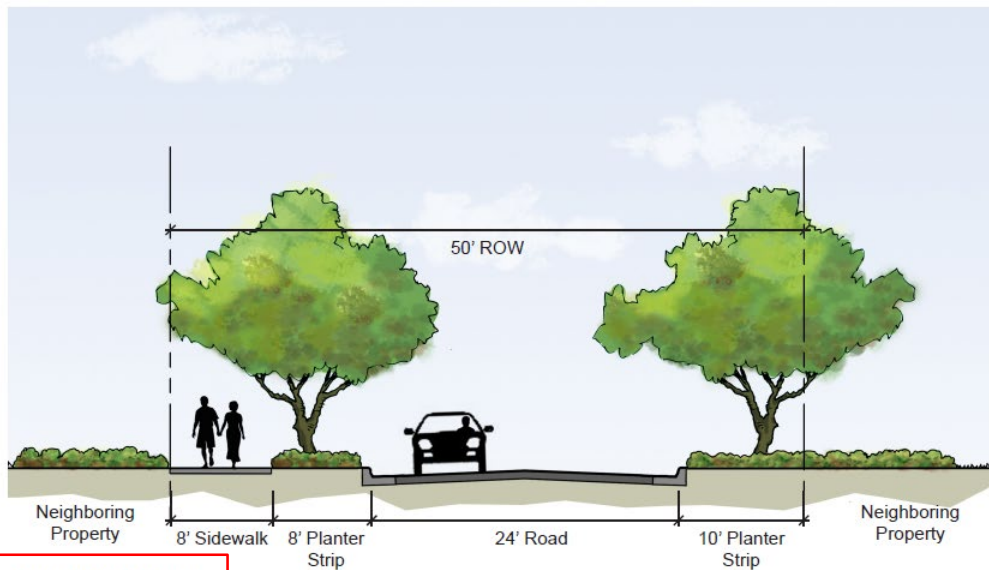 50’ ROW
Neighboring
Property
8’ Sidewalk
8’ Planter
Strip
24’ Road
10’ Planter
Strip
Neighboring
Property